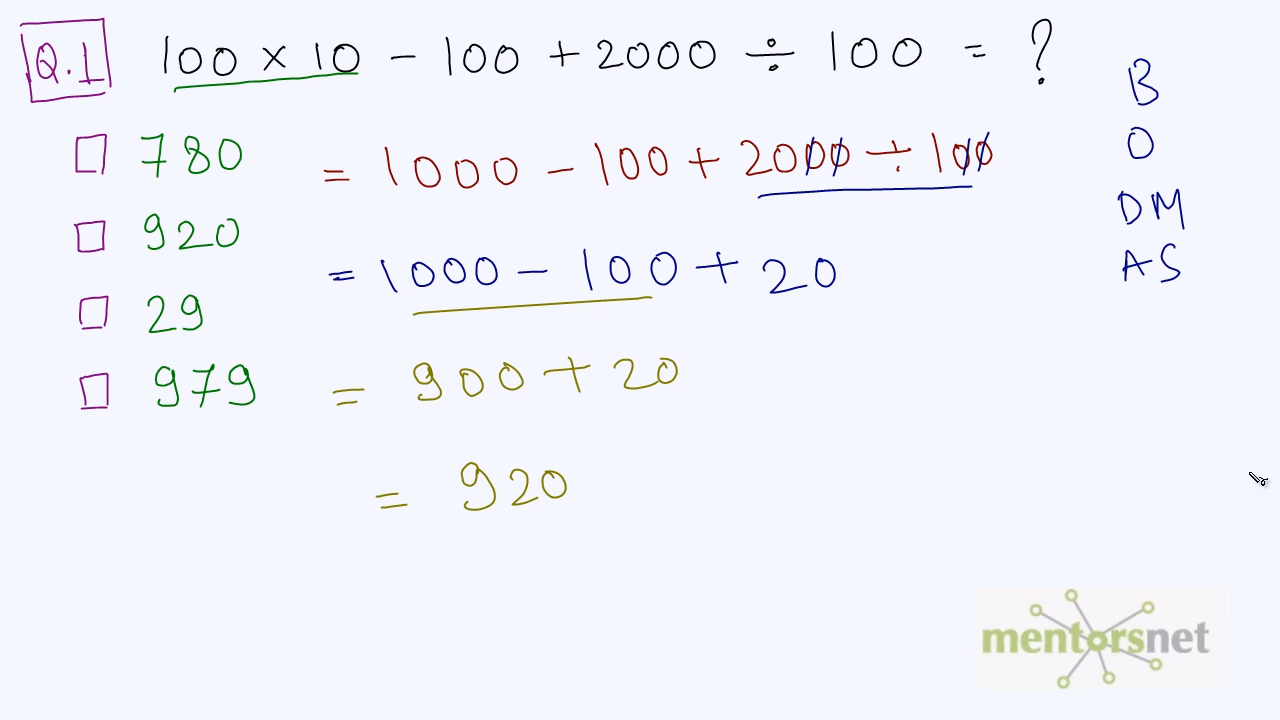 Q.1 100 × 10 - 100 + 2000 ÷ 100 = ?
780
920
29
979
= 1000 - 100 + 2000 ÷ 100
= 1000 - 100 + 20
= 900 + 20
= 920
B
O
DM
AS
mentorsnet